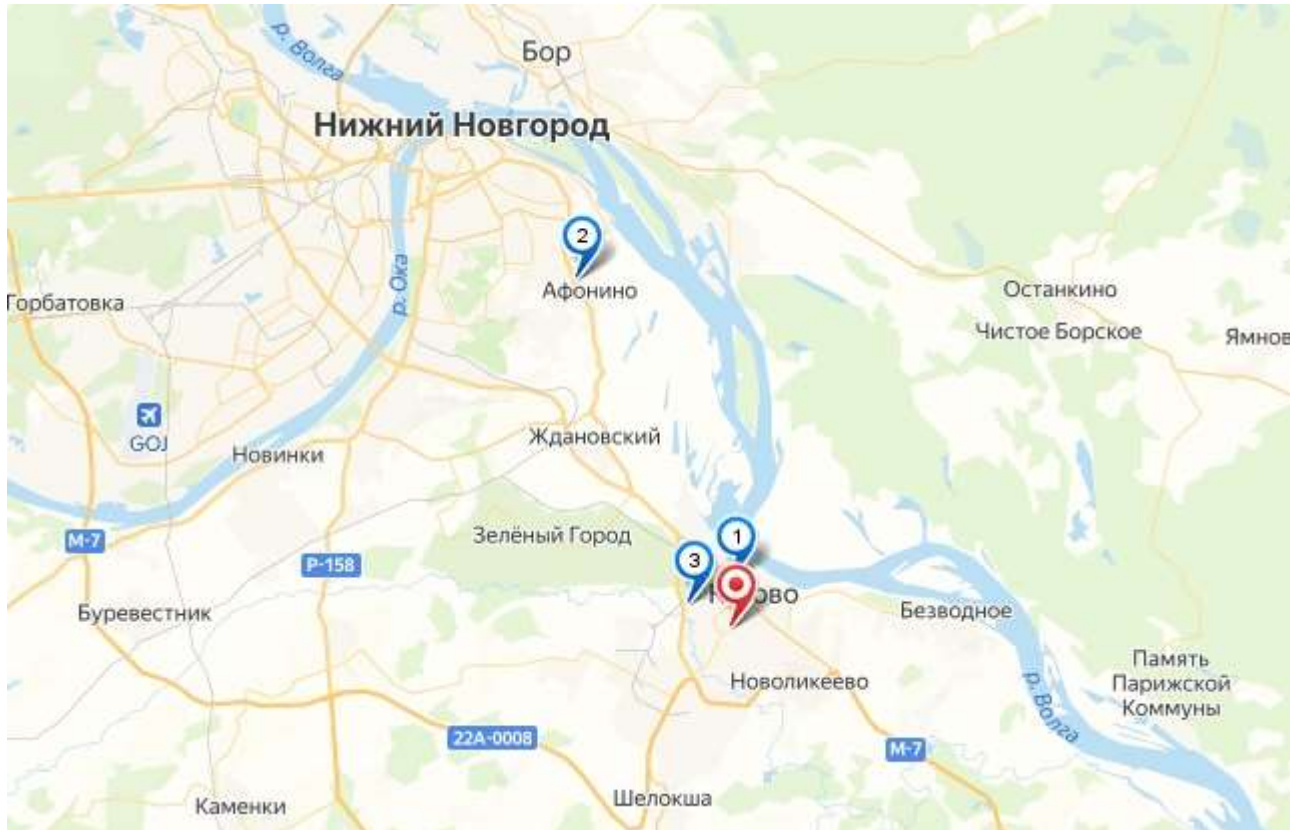 Бор
р. Волга
Нижний Новгород
2
Афонино
Горбатовка
р. Ока
Останкино
Чистое Борское
GOJ
Ждановский
Новинки
Зелёный Город
М-7
Р-158
1
3
Буревестник
Безводное
Новоликеево
Память
Парижской
Коммуны
р. Волга
22А-0008
М-7
Каменки
Шелокша